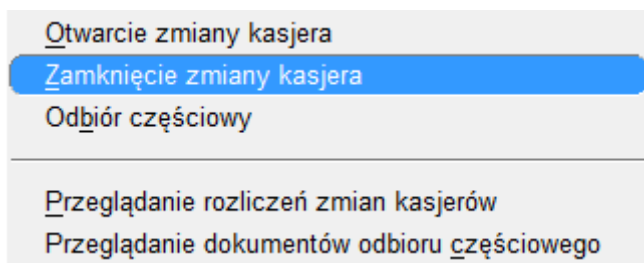 Otwarcie zmiany kasjera
Zamknięcie zmiany kasjera
Odbiór częściowy
Przeglądanie rozliczeń zmian kasjerów
Przeglądanie dokumentów odbioru częściowego